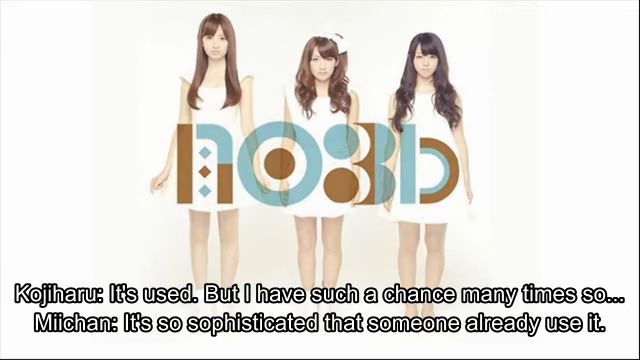 no3b
Kojiharu: It's used. But I have such a chance many times so...
Miichan: It's so sophisticated that someone already use it.